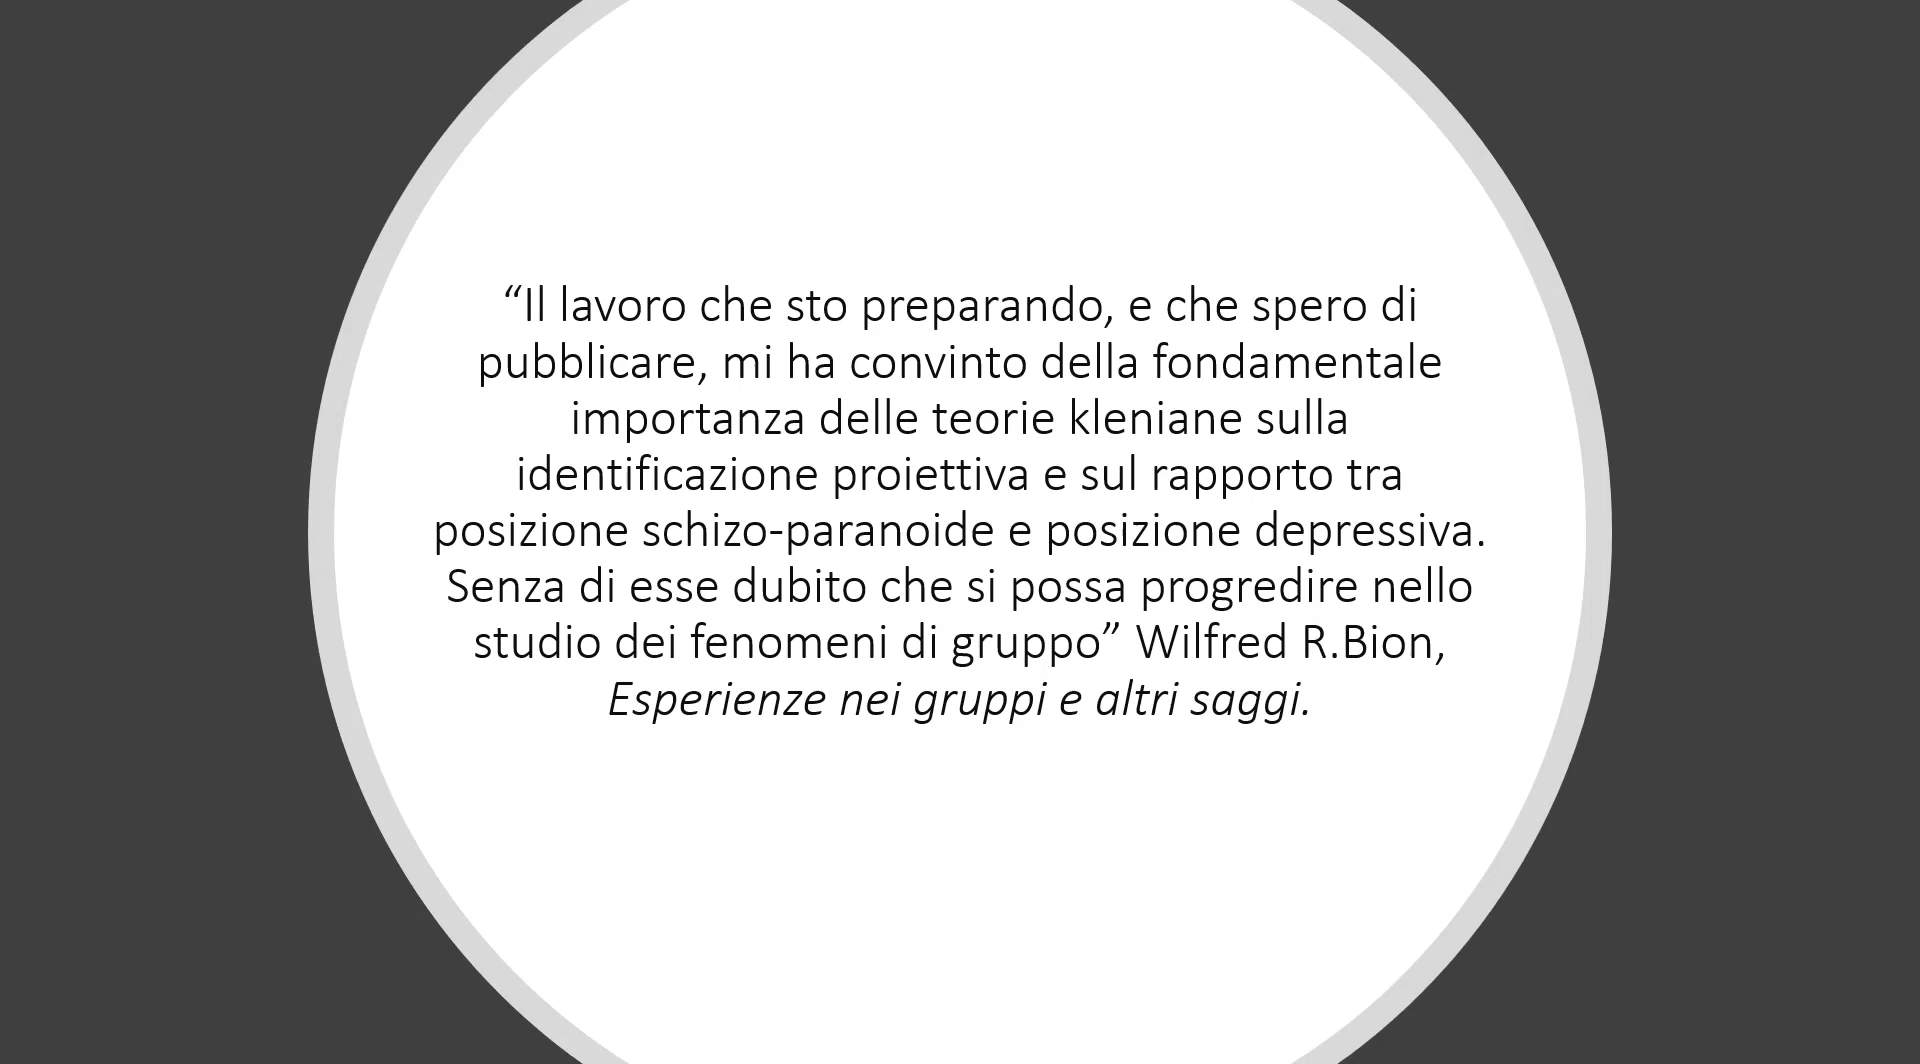 “Il lavoro che sto preparando, e che spero di
pubblicare, mi ha convinto della fondamentale
importanza delle teorie kleniane sulla
identificazione proiettiva e sul rapporto tra
posizione schizo-paranoide e posizione depressiva.
Senza di esse dubito che si possa progredire nello
studio dei fenomeni di gruppo” Wilfred R.Bion,
Esperienze nei gruppi e altri saggi.